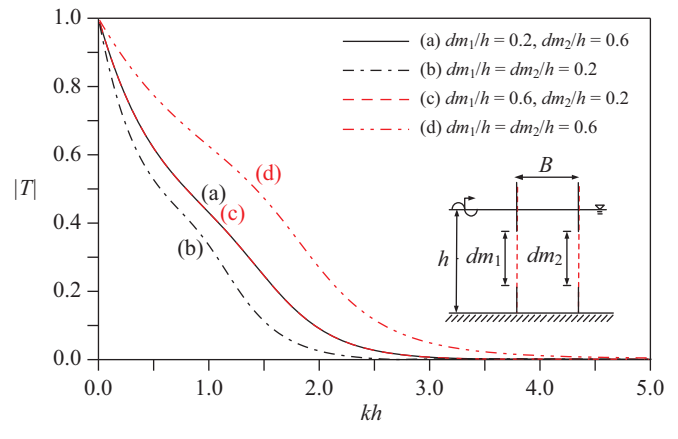 1.0
0.8
0.6
0.4
0.2
0.0
|T|
0.0 1.0 2.0 3.0 4.0 5.0
kh
(a) dm₁/h = 0.2, dm₂/h = 0.6
(b) dm₁/h = dm₂/h = 0.2
(c) dm₁/h = 0.6, dm₂/h = 0.2
(d) dm₁/h = dm₂/h = 0.6
(d)
(a)
(c)
(b)
B
h dm₁ dm₂